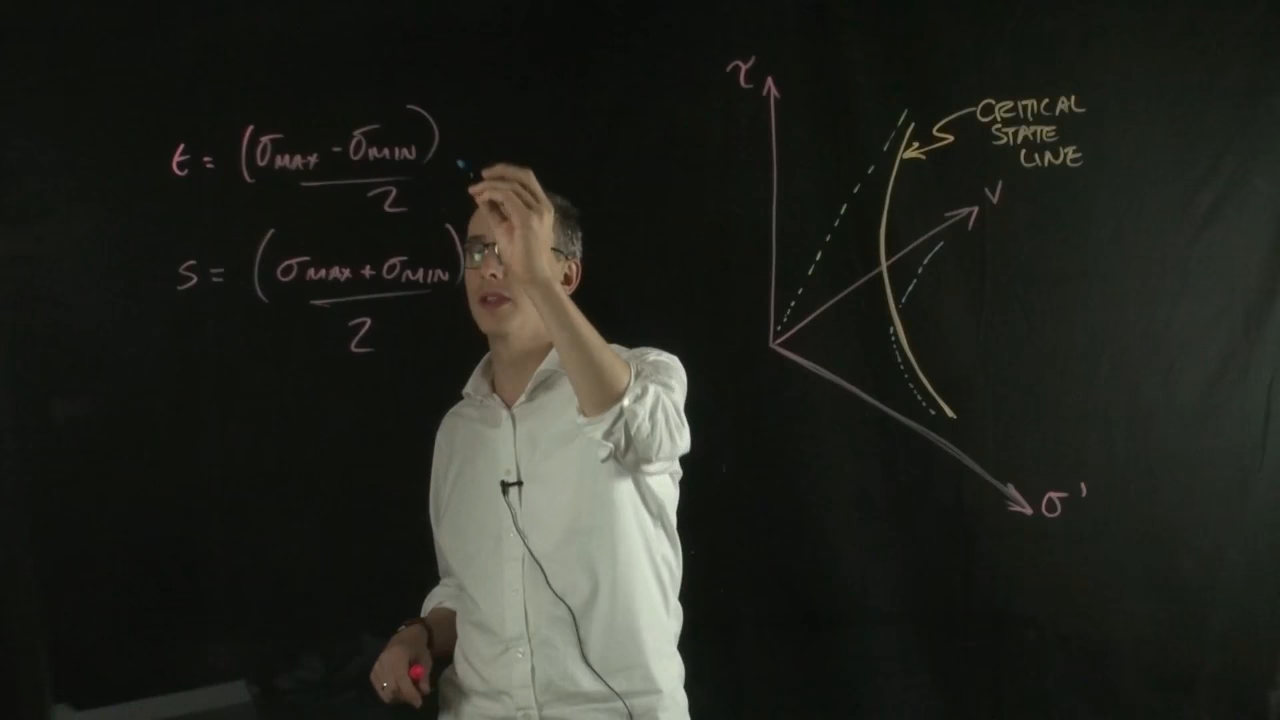 t = (σMAX - σMIN)
2
s = (σMAX + σMIN)
2
τ
CRITICAL
STATE
LINE
V
σ'